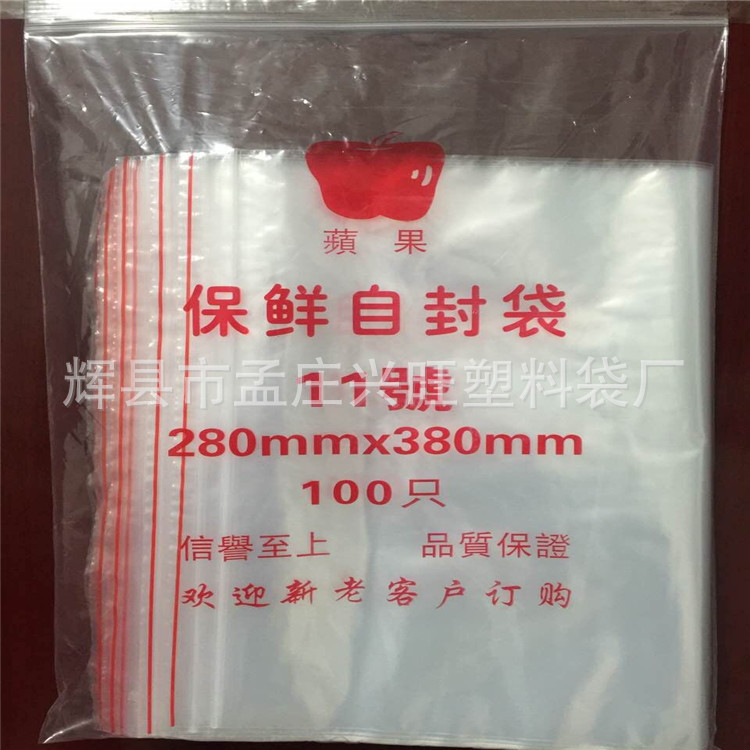 蘋果
保鲜自封袋
11號
辉县市孟庄兴旺塑料袋厂
280mmx380mm
100只
信譽至上 品質保證
欢迎新老客户订购